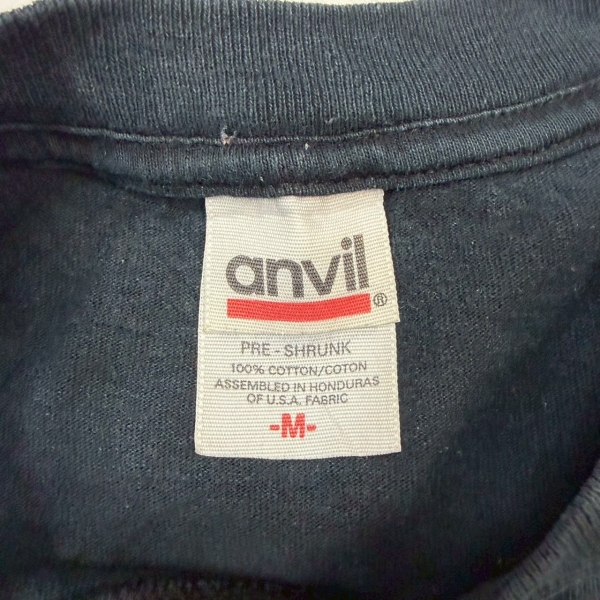 anvil
®
PRE - SHRUNK
100% COTTON/COTON
ASSEMBLED IN HONDURAS
OF U.S.A. FABRIC
-M-